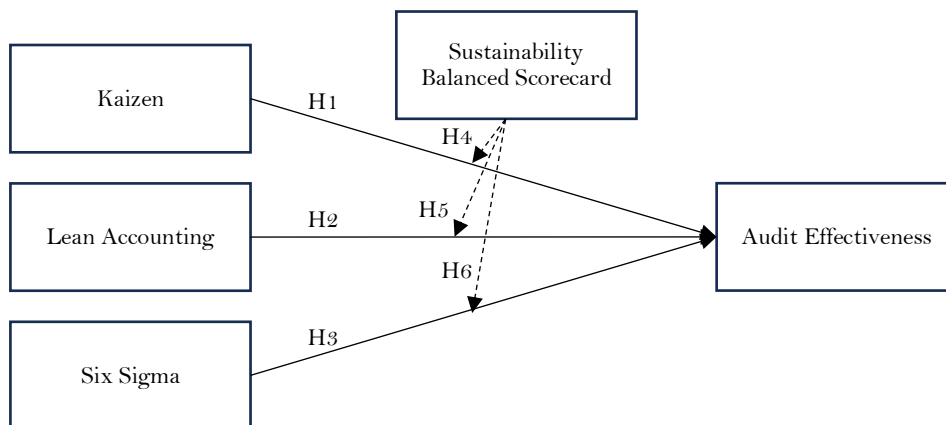 Sustainability
Balanced Scorecard
Kaizen
H1
H4
H5
Lean Accounting
H2
Audit Effectiveness
H6
H3
Six Sigma